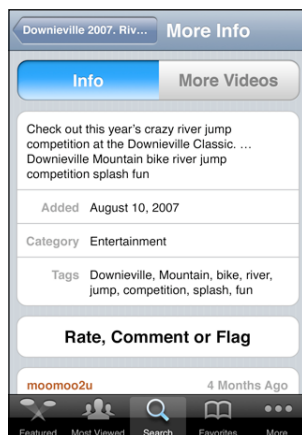 Downieville 2007. Riv... More Info
Info More Videos
Check out this year's crazy river jump
competition at the Downieville Classic. ...
Downieville Mountain bike river jump
competition splash fun
Added August 10, 2007
Category Entertainment
Tags Downieville, Mountain, bike, river,
jump, competition, splash, fun
Rate, Comment or Flag
moomoo2u 4 Months Ago
Featured Most Viewed Search Favorites More